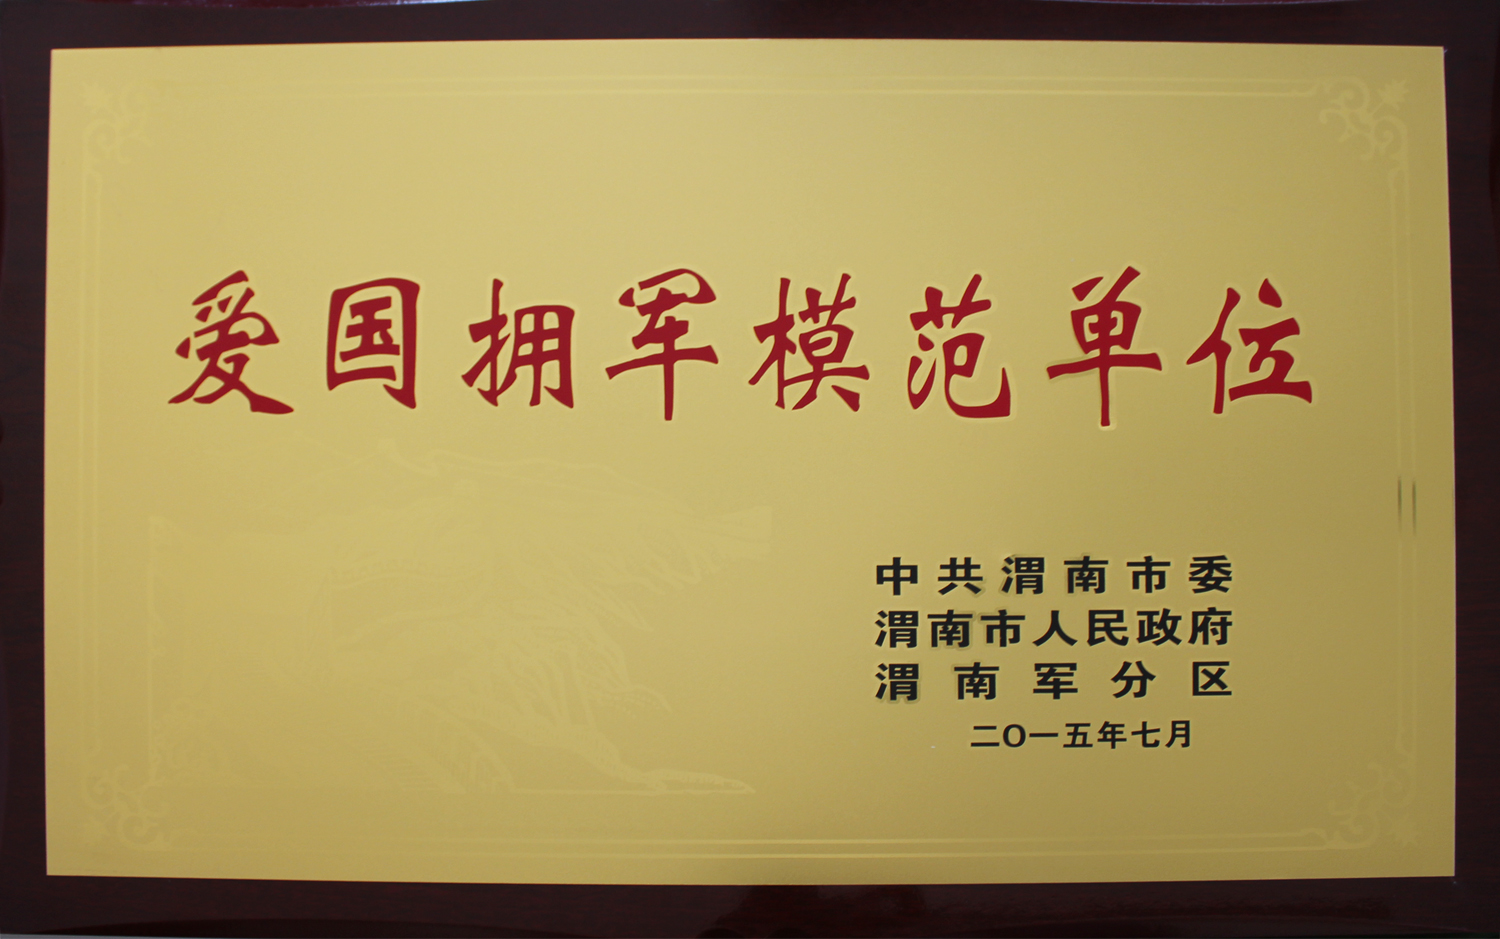 爱国拥军模范单位
中共渭南市委
渭南市人民政府
渭南军分区
二〇一五年七月